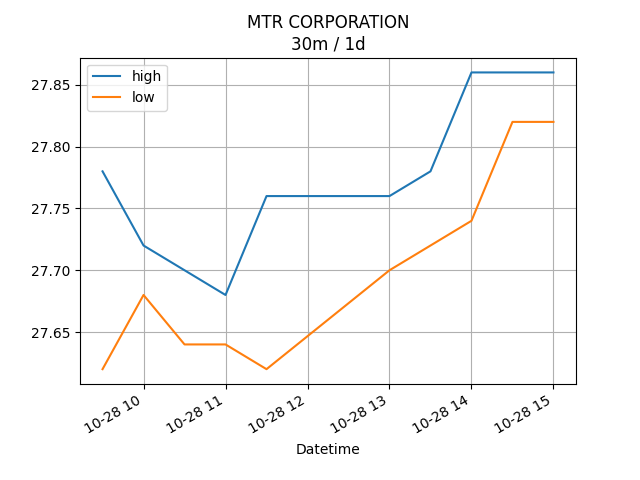 MTR CORPORATION
30m / 1d
high
low
27.85
27.80
27.75
27.70
27.65
10-28 10
10-28 11
10-28 12
10-28 13
10-28 14
10-28 15
Datetime